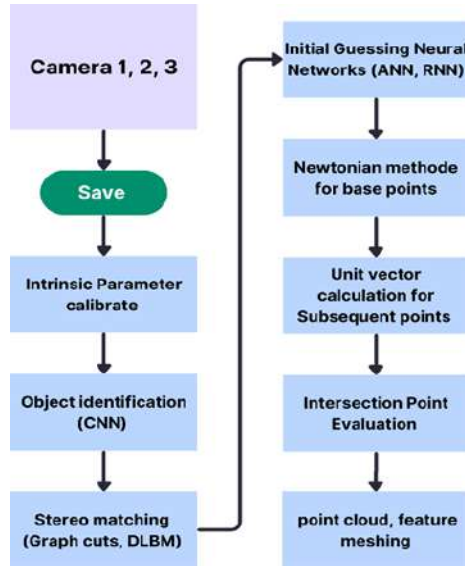 Camera 1, 2, 3
Save
Intrinsic Parameter
calibrate
Object identification
(CNN)
Stereo matching
(Graph cuts, DLBM)
Initial Guessing Neural
Networks (ANN, RNN)
Newtonian methode
for base points
Unit vector
calculation for
Subsequent points
Intersection Point
Evaluation
point cloud, feature
meshing